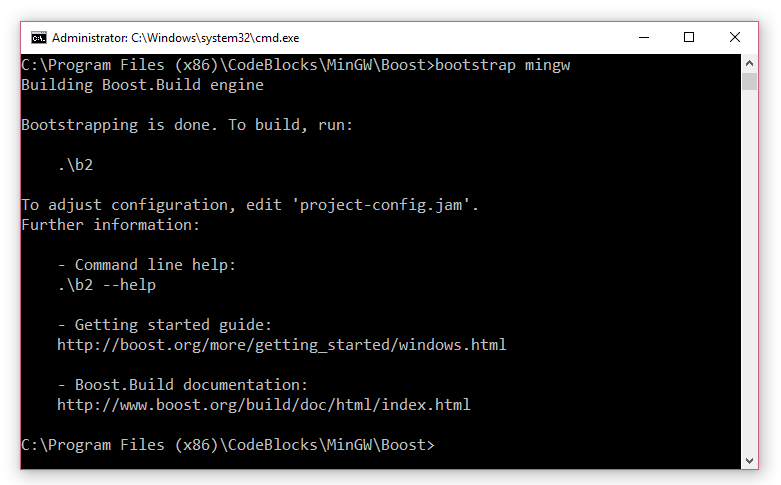 Administrator: C:\Windows\system32\cmd.exe
C:\Program Files (x86)\CodeBlocks\MinGW\Boost>bootstrap mingw
Building Boost.Build engine
Bootstrapping is done. To build, run:
.\b2
To adjust configuration, edit 'project-config.jam'.
Further information:
- Command line help:
.\b2 --help
- Getting started guide:
http://boost.org/more/getting_started/windows.html
- Boost.Build documentation:
http://www.boost.org/build/doc/html/index.html
C:\Program Files (x86)\CodeBlocks\MinGW\Boost>